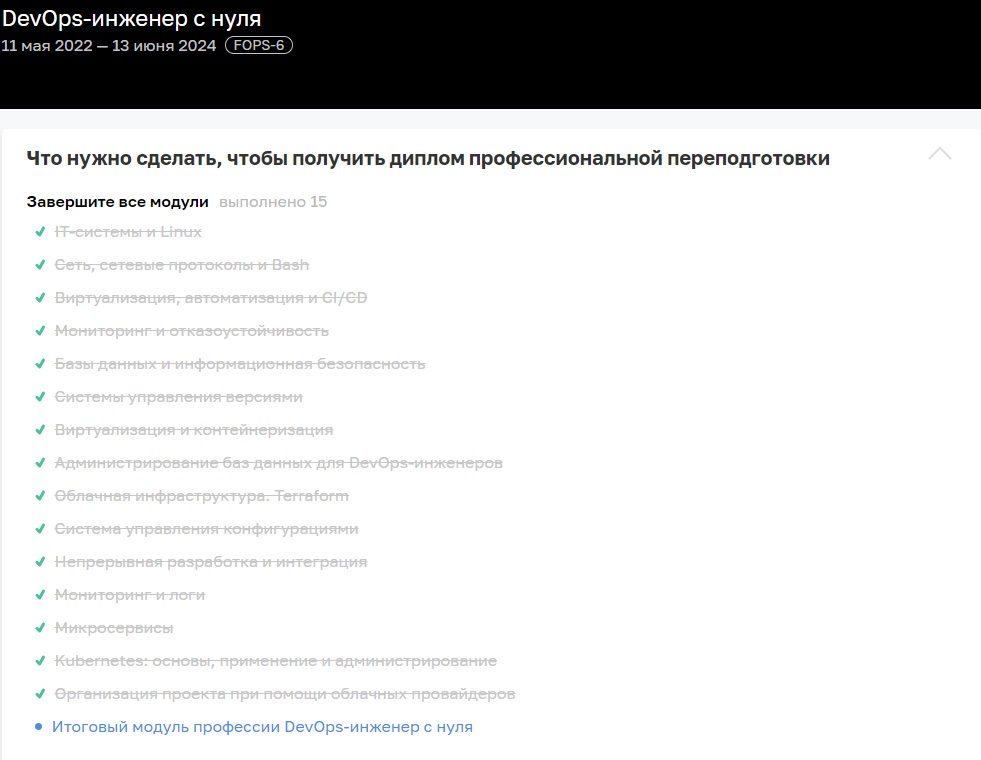 DevOps-инженер с нуля
11 мая 2022 — 13 июня 2024 FOPS-6
Что нужно сделать, чтобы получить диплом профессиональной переподготовки
Завершите все модули выполнено 15
IT-системы и Linux
Сеть, сетевые протоколы и Bash
Виртуализация, автоматизация и CI/CD
Мониторинг и отказоустойчивость
Базы данных и информационная безопасность
Системы управления версиями
Виртуализация и контейнеризация
Администрирование баз данных для DevOps-инженеров
Облачная инфраструктура. Terraform
Система управления конфигурациями
Непрерывная разработка и интеграция
Мониторинг и логи
Микросервисы
Kubernetes: основы, применение и администрирование
Организация проекта при помощи облачных провайдеров
Итоговый модуль профессии DevOps-инженер с нуля